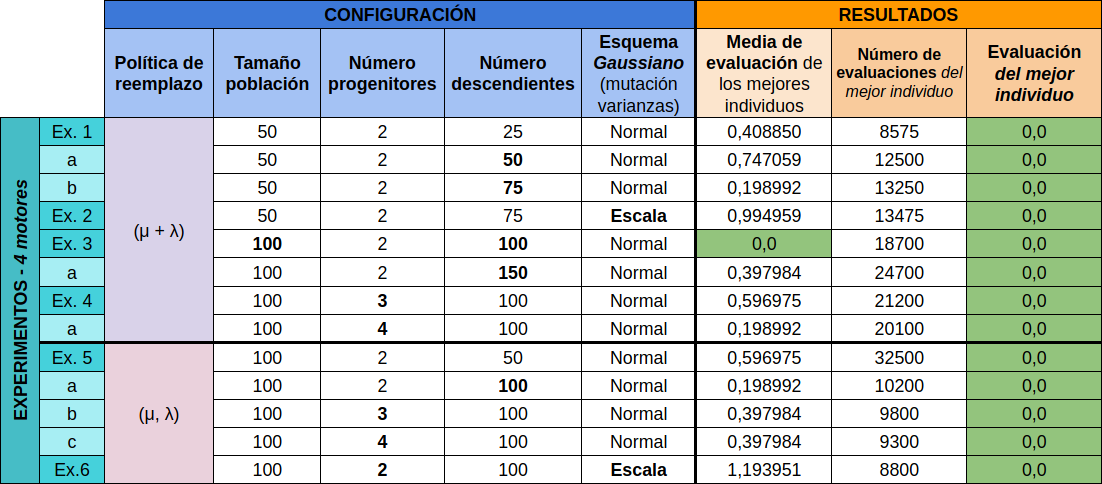 CONFIGURACIÓN RESULTADOS
Política de reemplazo Tamaño población Número progenitores Número descendientes Esquema Gaussiano (mutación varianzas) Media de evaluación de los mejores individuos Número de evaluaciones del mejor individuo Evaluación del mejor individuo
EXPERIMENTOS - 4 motores
(μ + λ)
Ex. 1 50 2 25 Normal 0,408850 8575 0,0
a 50 2 50 Normal 0,747059 12500 0,0
b 50 2 75 Normal 0,198992 13250 0,0
Ex. 2 50 2 75 Escala 0,994959 13475 0,0
Ex. 3 100 2 100 Normal 0,0 18700 0,0
a 100 2 150 Normal 0,397984 24700 0,0
Ex. 4 100 3 100 Normal 0,596975 21200 0,0
a 100 4 100 Normal 0,198992 20100 0,0
(μ, λ)
Ex. 5 100 2 50 Normal 0,596975 32500 0,0
a 100 2 100 Normal 0,198992 10200 0,0
b 100 3 100 Normal 0,397984 9800 0,0
c 100 4 100 Normal 0,397984 9300 0,0
Ex.6 100 2 100 Escala 1,193951 8800 0,0